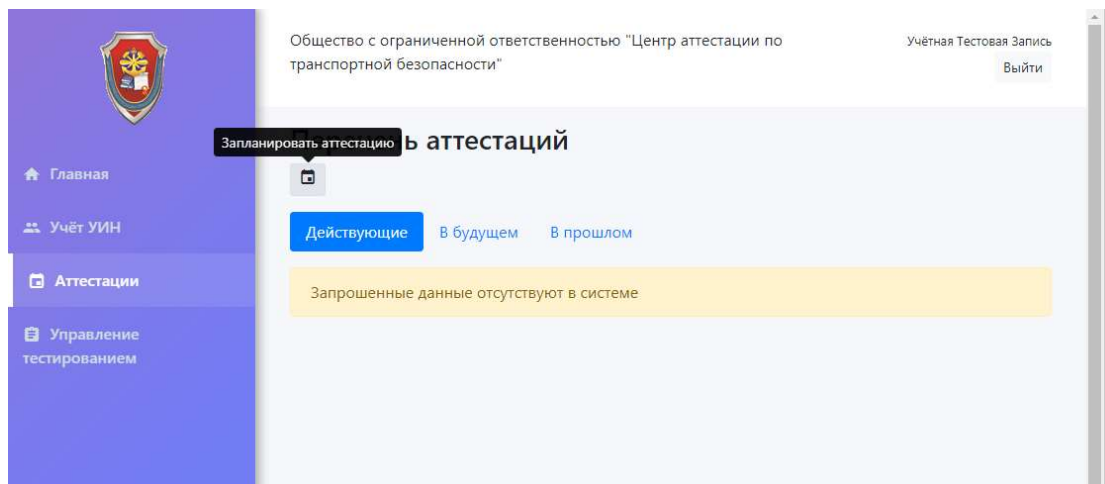 Общество с ограниченной ответственностью "Центр аттестации по
транспортной безопасности"
Учётная Тестовая Запись
Выйти
Запланировать аттестацию
ь аттестаций
Главная
Учёт УИН
Аттестации
Управление
тестированием
Действующие
В будущем
В прошлом
Запрошенные данные отсутствуют в системе